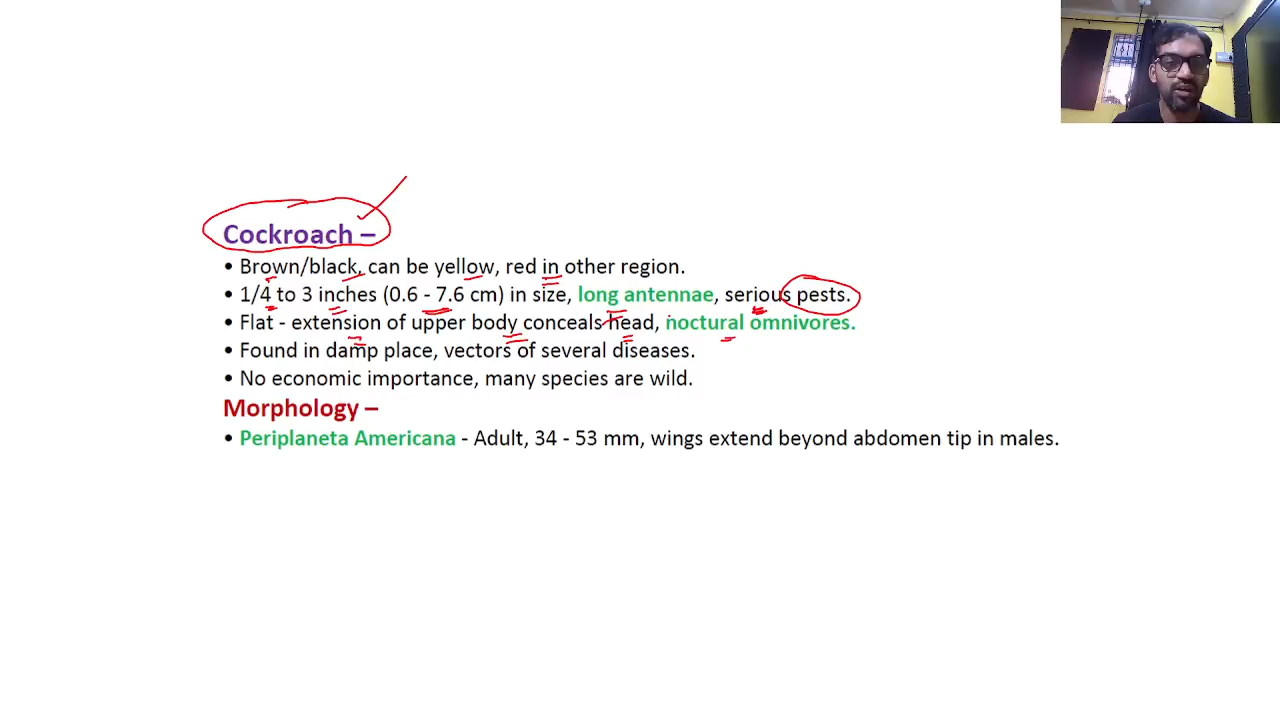 Cockroach –
• Brown/black, can be yellow, red in other region.
• 1/4 to 3 inches (0.6 - 7.6 cm) in size, long antennae, serious pests.
• Flat - extension of upper body conceals head, noctural omnivores.
• Found in damp place, vectors of several diseases.
• No economic importance, many species are wild.
Morphology –
• Periplaneta Americana - Adult, 34 - 53 mm, wings extend beyond abdomen tip in males.